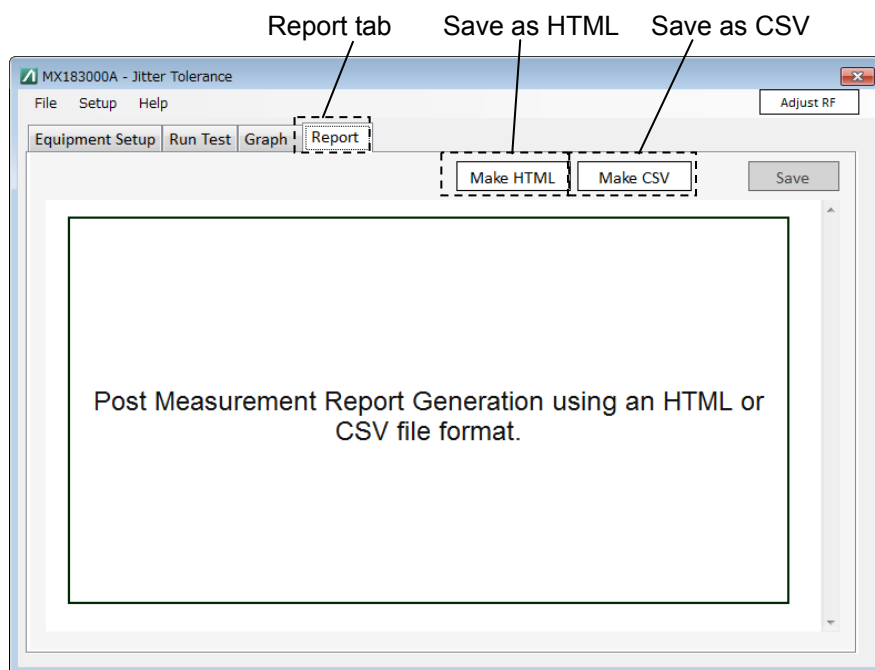 Report tab Save as HTML Save as CSV
MX183000A - Jitter Tolerance
File Setup Help Adjust RF
Equipment Setup Run Test Graph Report
Make HTML Make CSV Save
Post Measurement Report Generation using an HTML or
CSV file format.